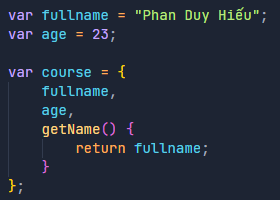 var fullname = "Phan Duy Hiếu";
var age = 23;

var course = {
    fullname,
    age,
    getName() {
        return fullname;
    }
};